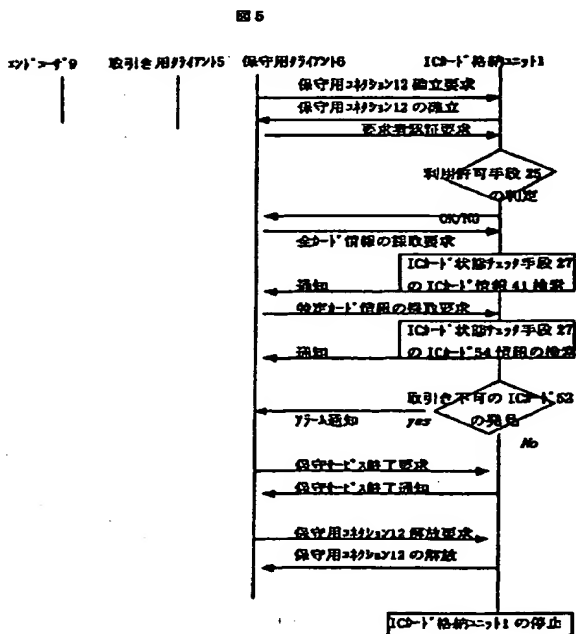 図5
エンドユーザ9 取引き用クライアント5 保守用クライアント6 ICカード格納ユニット1
保守用コネクション12 確立要求
保守用コネクション12 の確立
要求者認証要求
利用許可手段 25
の判定
OK/NG
全カード情報の採取要求
ICカード状態チェック手段 27
の ICカード情報 41 検索
通知
特定カード情報の採取要求
ICカード状態チェック手段 27
の ICカード54 情報の検索
通知
取引き不可の ICカード53
の発見
アラーム通知 yes
No
保守サービス終了要求
保守サービス終了通知
保守用コネクション12 解放要求
保守用コネクション12 の解放
ICカード格納ユニット1 の停止